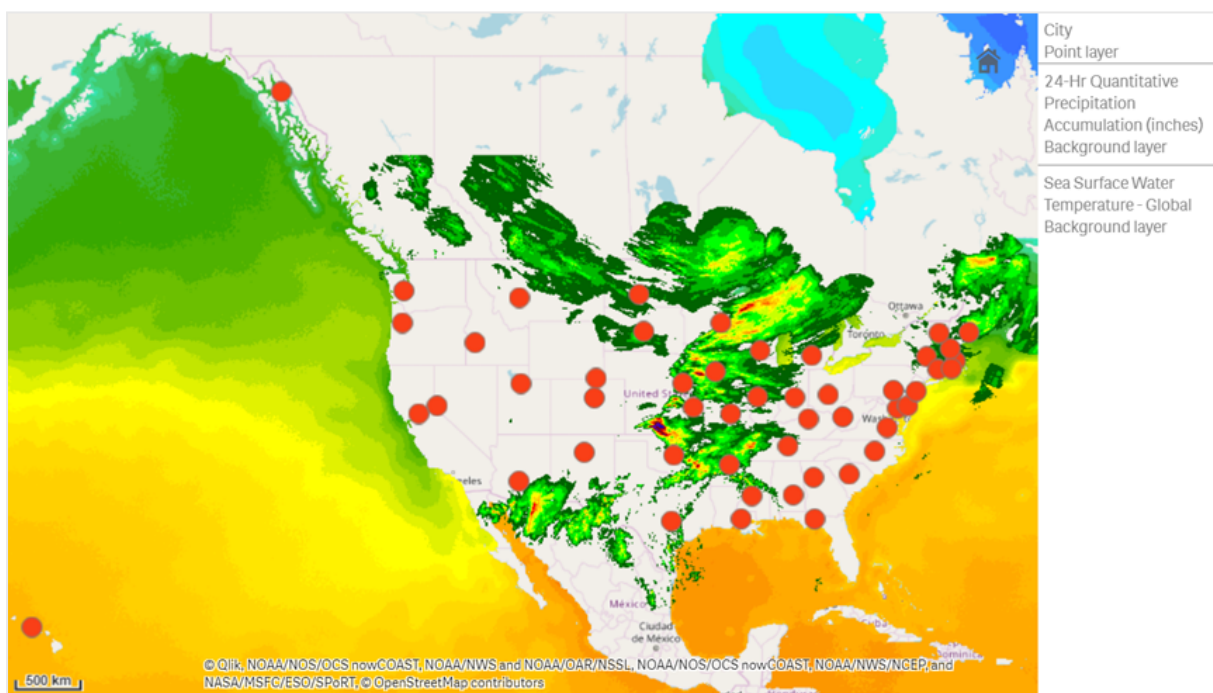 City
Point layer
24-Hr Quantitative
Precipitation
Accumulation (inches)
Background layer
Sea Surface Water
Temperature - Global
Background layer
Ottawa
Toronto
United
eles
México
Ciudad
de México
Cuba
500 km
© Qlik, NOAA/NOS/OCS nowCOAST, NOAA/NWS and NOAA/OAR/NSSL, NOAA/NOS/OCS nowCOAST, NOAA/NWS/NCEP, and
NASA/MSFC/ESO/SPoRT, © OpenStreetMap contributors